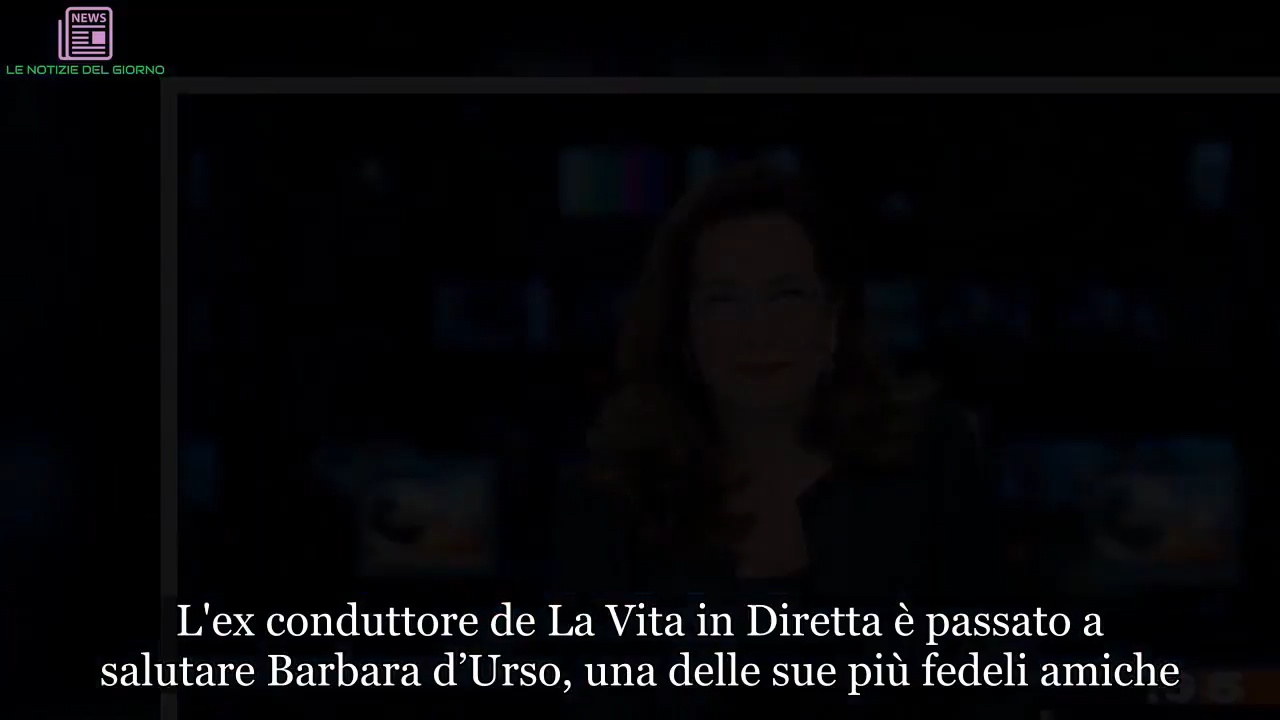 NEWS
LE NOTIZIE DEL GIORNO
L'ex conduttore de La Vita in Diretta è passato a
salutare Barbara d’Urso, una delle sue più fedeli amiche